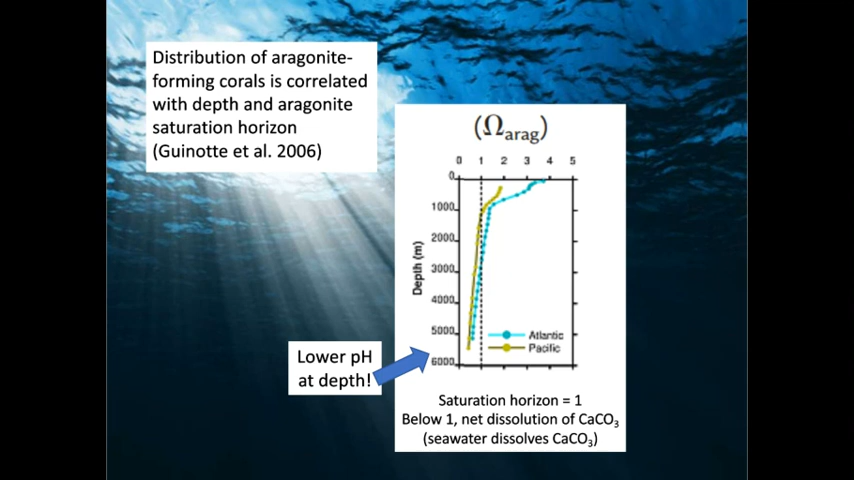 Distribution of aragonite-
forming corals is correlated
with depth and aragonite
saturation horizon
(Guinotte et al. 2006)
(Ωarag)
0 1 2 3 4 5
0
1000
2000
3000
4000
5000
6000
Depth (m)
Atlantic
Pacific
Lower pH
at depth!
Saturation horizon = 1
Below 1, net dissolution of CaCO₃
(seawater dissolves CaCO₃)